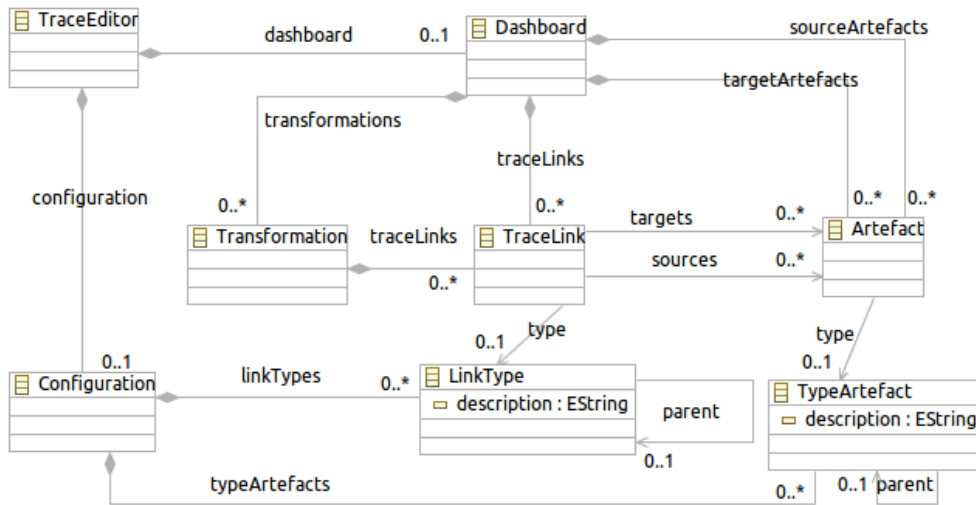 TraceEditor
Dashboard
sourceArtefacts
dashboard
0..1
targetArtefacts
transformations
traceLinks
configuration
0..*
0..*
0..*
0..*
Transformation
traceLinks
TraceLink
targets
0..*
Artefact
0..*
sources
0..*
type
0..1
type
0..1
0..1
Configuration
linkTypes
0..*
LinkType
description : EString
parent
0..1
TypeArtefact
description : EString
typeArtefacts
0..*
0..1
parent